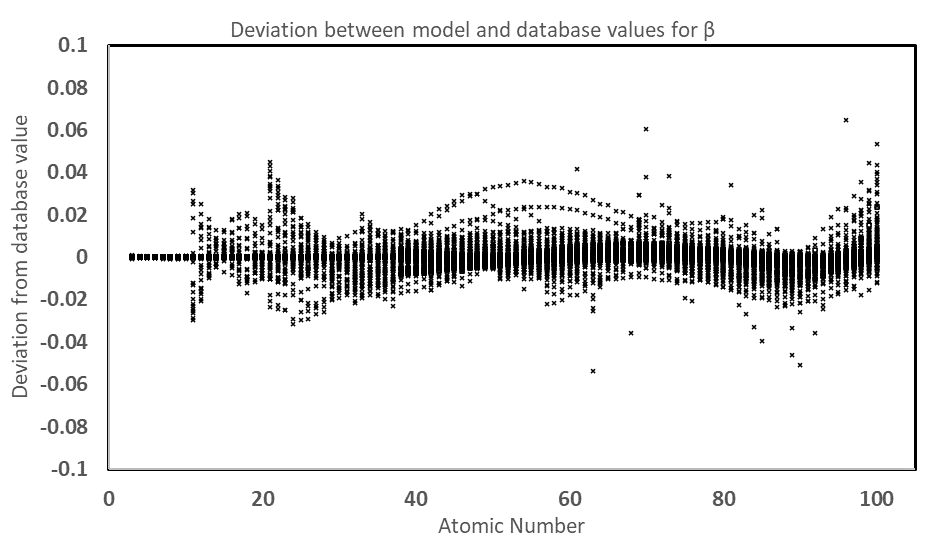 Deviation between model and database values for β
0.1
0.08
0.06
0.04
0.02
0
-0.02
-0.04
-0.06
-0.08
-0.1
Deviation from database value
0 20 40 60 80 100
Atomic Number